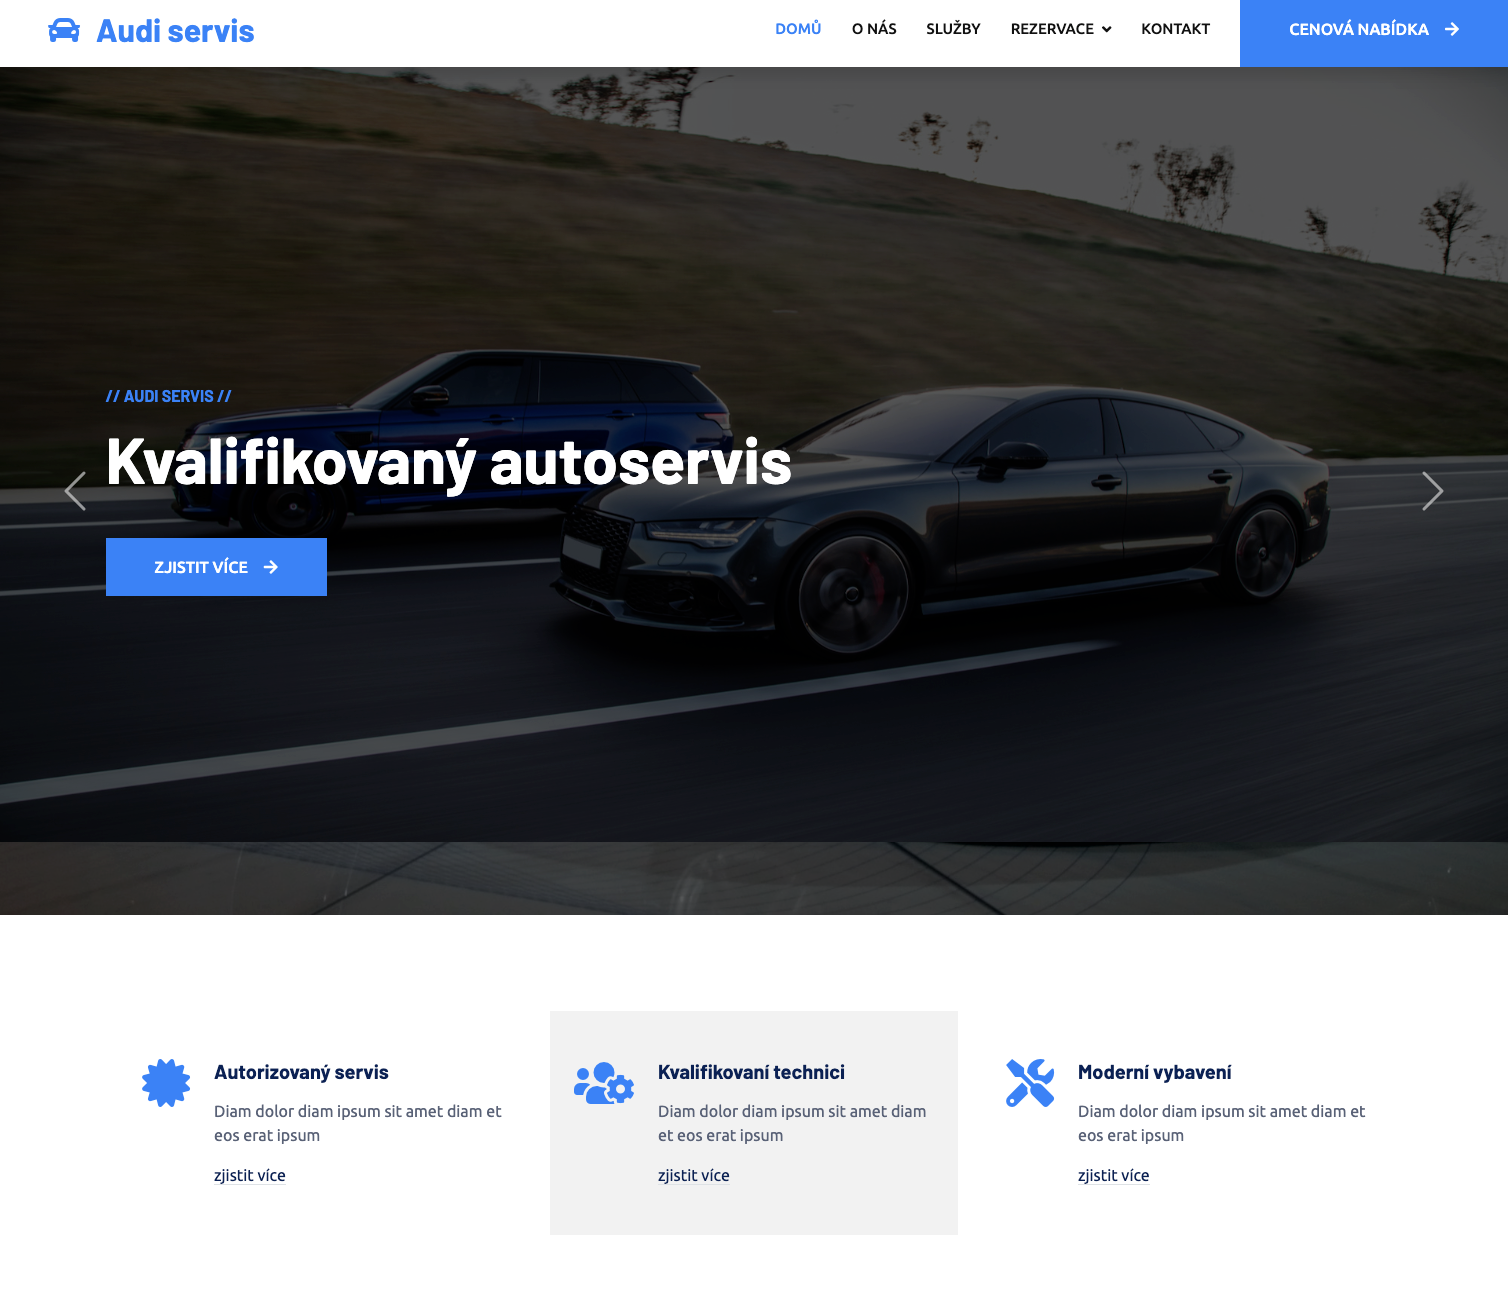 Audi servis
DOMŮ
O NÁS
SLUŽBY
REZERVACE
KONTAKT
CENOVÁ NABÍDKA
// AUDI SERVIS //
Kvalifikovaný autoservis
ZJISTIT VÍCE
Autorizovaný servis
Diam dolor diam ipsum sit amet diam et
eos erat ipsum
zjistit více
Kvalifikovaní technici
Diam dolor diam ipsum sit amet diam
et eos erat ipsum
zjistit více
Moderní vybavení
Diam dolor diam ipsum sit amet diam et
eos erat ipsum
zjistit více